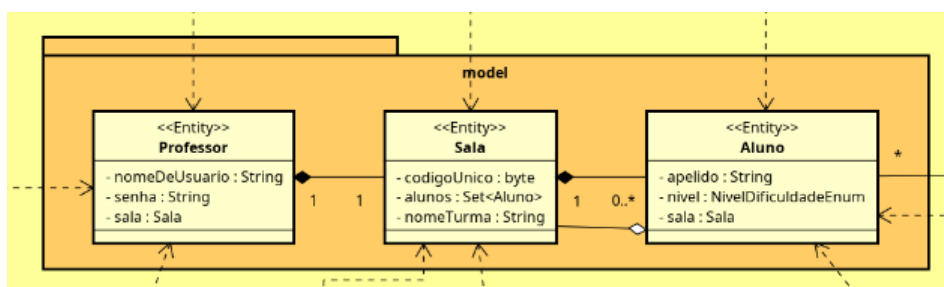 model
<<Entity>>
Professor
- nomeDeUsuario : String
- senha : String
- sala : Sala
1
1
<<Entity>>
Sala
- codigoUnico : byte
- alunos : Set<Aluno>
- nomeTurma : String
1
0..*
<<Entity>>
Aluno
- apelido : String
- nivel : NivelDificuldadeEnum
- sala : Sala
*